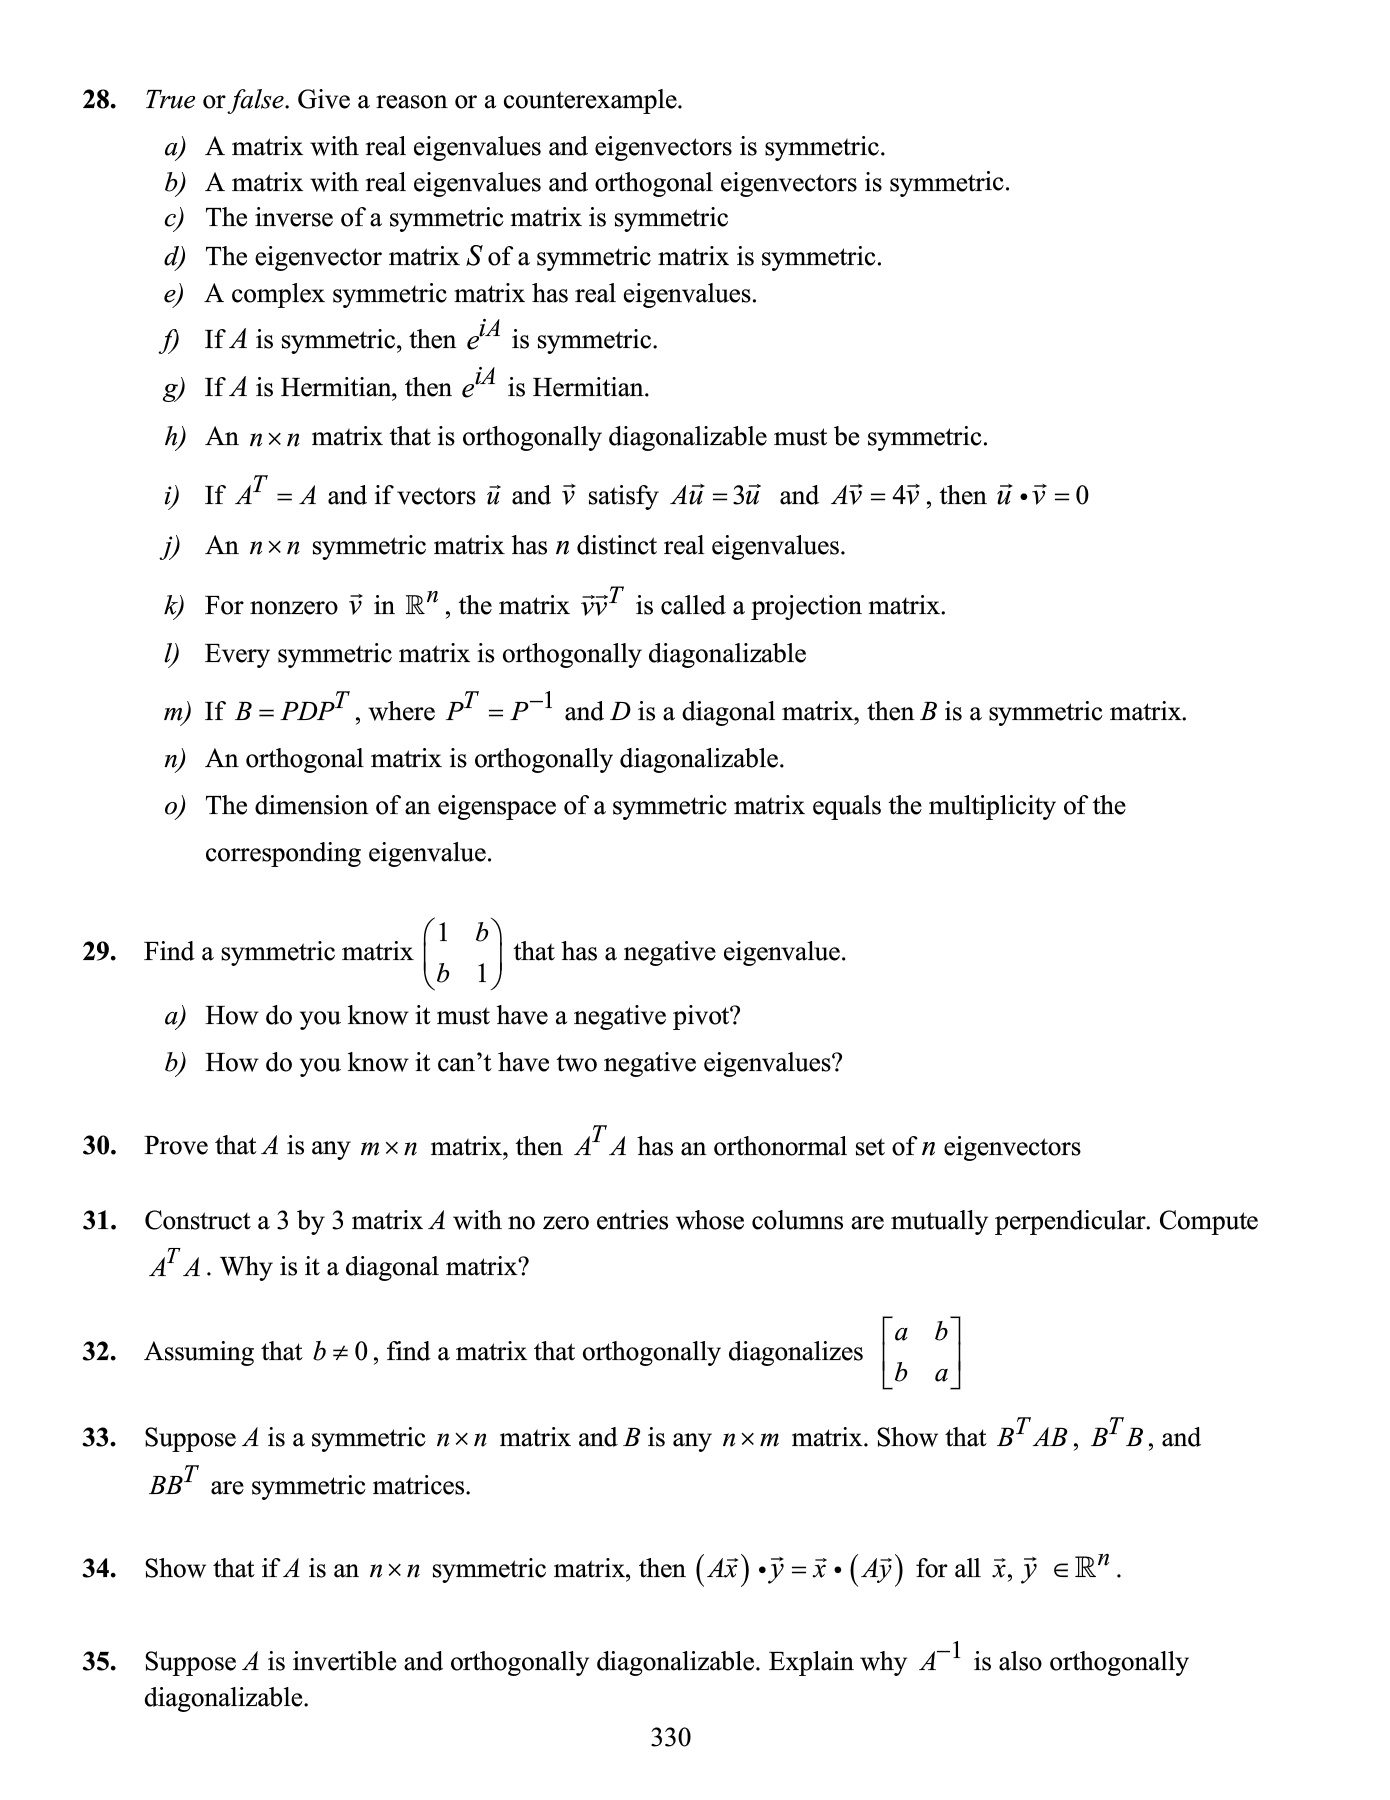 28. True or false. Give a reason or a counterexample.
a) A matrix with real eigenvalues and eigenvectors is symmetric.
b) A matrix with real eigenvalues and orthogonal eigenvectors is symmetric.
c) The inverse of a symmetric matrix is symmetric
d) The eigenvector matrix S of a symmetric matrix is symmetric.
e) A complex symmetric matrix has real eigenvalues.
f) If A is symmetric, then e^{iA} is symmetric.
g) If A is Hermitian, then e^{iA} is Hermitian.
h) An n × n matrix that is orthogonally diagonalizable must be symmetric.
i) If A^T = A and if vectors \vec{u} and \vec{v} satisfy A\vec{u} = 3\vec{u} and A\vec{v} = 4\vec{v}, then \vec{u} • \vec{v} = 0
j) An n × n symmetric matrix has n distinct real eigenvalues.
k) For nonzero \vec{v} in ℝ^n, the matrix \vec{v}\vec{v}^T is called a projection matrix.
l) Every symmetric matrix is orthogonally diagonalizable
m) If B = PDP^T, where P^T = P^{-1} and D is a diagonal matrix, then B is a symmetric matrix.
n) An orthogonal matrix is orthogonally diagonalizable.
o) The dimension of an eigenspace of a symmetric matrix equals the multiplicity of the
corresponding eigenvalue.
29. Find a symmetric matrix \begin{pmatrix} 1 & b \\ b & 1 \end{pmatrix} that has a negative eigenvalue.
a) How do you know it must have a negative pivot?
b) How do you know it can't have two negative eigenvalues?
30. Prove that A is any m × n matrix, then A^T A has an orthonormal set of n eigenvectors
31. Construct a 3 by 3 matrix A with no zero entries whose columns are mutually perpendicular. Compute
A^T A. Why is it a diagonal matrix?
32. Assuming that b ≠ 0, find a matrix that orthogonally diagonalizes \begin{bmatrix} a & b \\ b & a \end{bmatrix}
33. Suppose A is a symmetric n × n matrix and B is any n × m matrix. Show that B^T AB, B^T B, and
BB^T are symmetric matrices.
34. Show that if A is an n × n symmetric matrix, then (A\vec{x}) • \vec{y} = \vec{x} • (A\vec{y}) for all \vec{x}, \vec{y} ∈ ℝ^n.
35. Suppose A is invertible and orthogonally diagonalizable. Explain why A^{-1} is also orthogonally
diagonalizable.
330